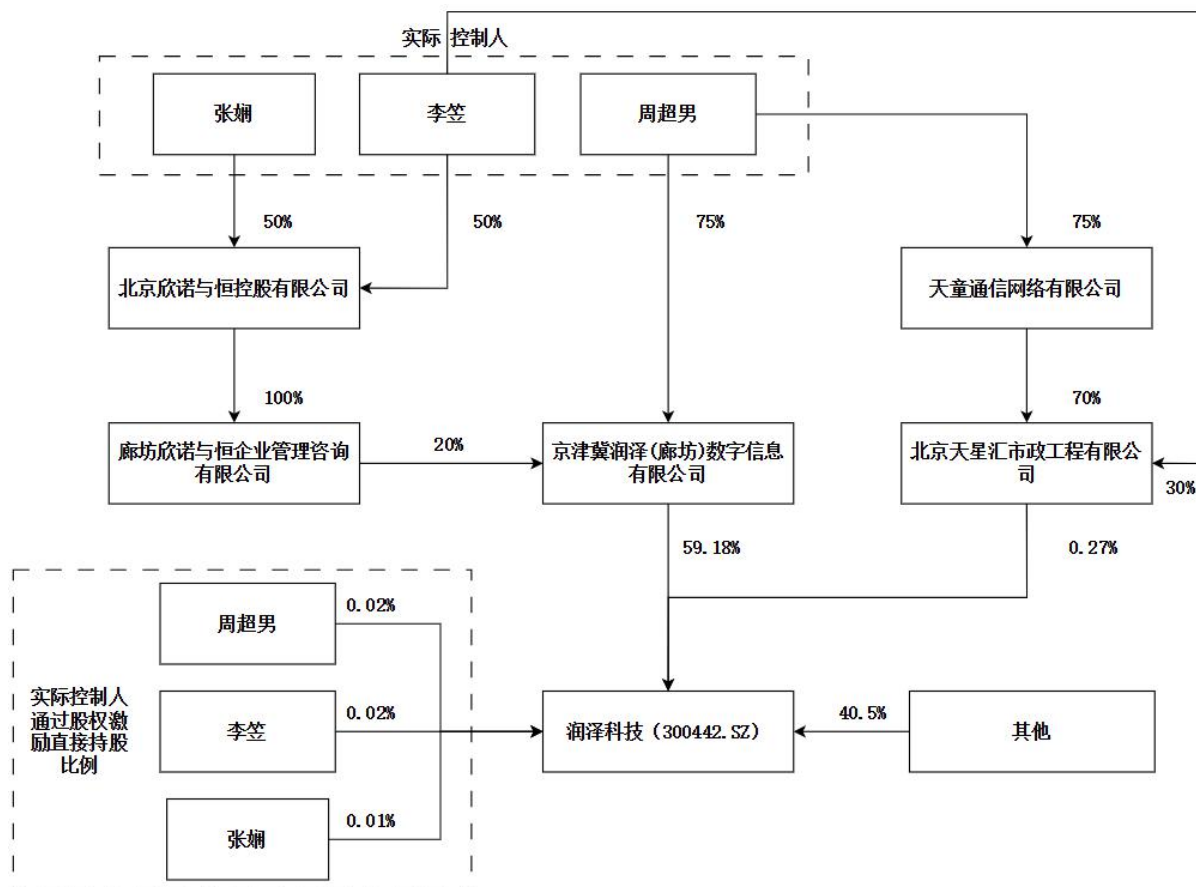 实际 控制人
张娴
李笠
周超男
50%
50%
75%
75%
北京欣诺与恒控股有限公司
天童通信网络有限公司
100%
70%
廊坊欣诺与恒企业管理咨询
有限公司
20%
京津冀润泽(廊坊)数字信息
有限公司
北京天星汇市政工程有限公
司
30%
59.18%
0.27%
实际控制人
通过股权激
励直接持股
比例
周超男
0.02%
李笠
0.02%
张娴
0.01%
润泽科技（300442.SZ）
40.5%
其他